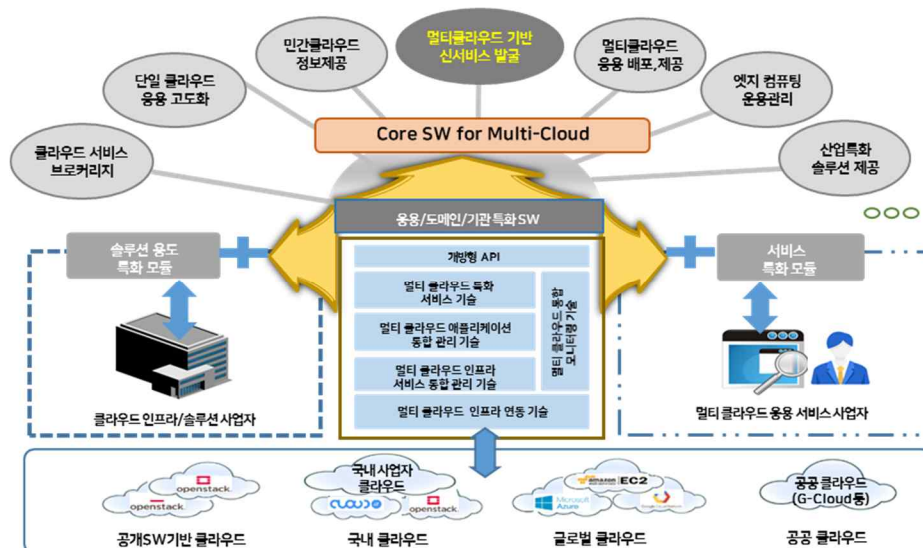 멀티클라우드 기반
신서비스 발굴
민간클라우드
정보제공
멀티클라우드
응용 배포,제공
단일 클라우드
응용 고도화
엣지 컴퓨팅
운용관리
Core SW for Multi-Cloud
클라우드 서비스
브로커리지
산업특화
솔루션 제공
응용/도메인/기관 특화 SW
솔루션 용도
특화 모듈
서비스
특화 모듈
개방형 API
멀티 클라우드 특화
서비스 기술
멀티 클라우드 애플리케이션
통합 관리 기술
멀티 클라우드 인프라
서비스 통합 관리 기술
멀티 클라우드 통합
모니터링 기술
멀티 클라우드 인프라 연동 기술
클라우드 인프라/솔루션 사업자
멀티 클라우드 응용 서비스 사업자
openstack.
openstack.
국내 사업자
클라우드
openstack.
amazon EC2
Microsoft
Azure
공공 클라우드
(G-Cloud등)
공개SW기반 클라우드
국내 클라우드
글로벌 클라우드
공공 클라우드